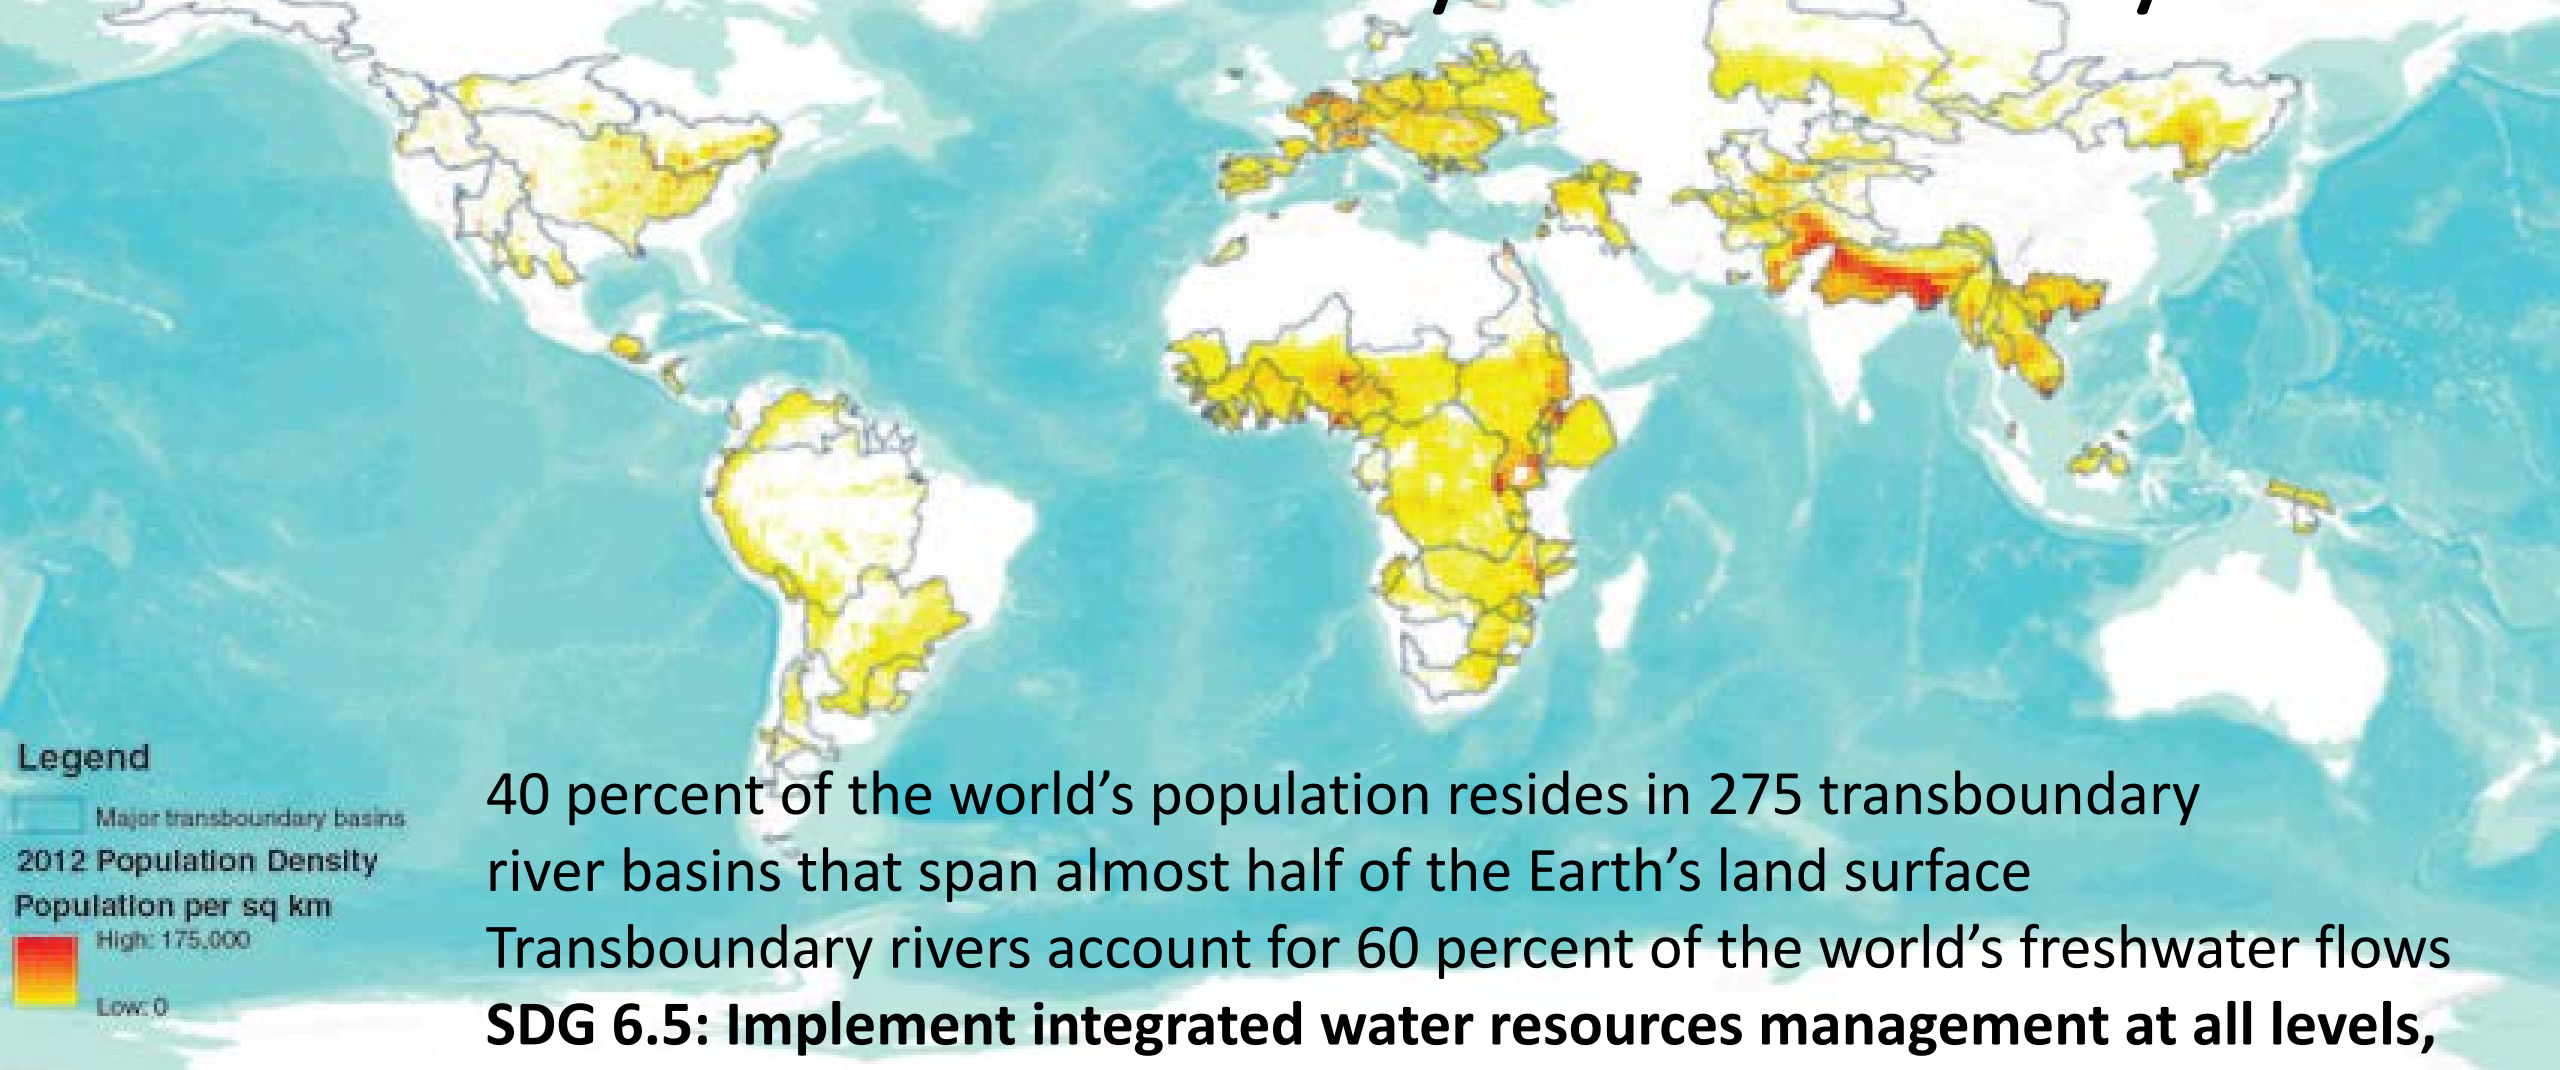 Legend
Major transboundary basins
2012 Population Density
Population per sq km
High: 175,000
Low: 0
40 percent of the world’s population resides in 275 transboundary
river basins that span almost half of the Earth’s land surface
Transboundary rivers account for 60 percent of the world’s freshwater flows
SDG 6.5: Implement integrated water resources management at all levels,